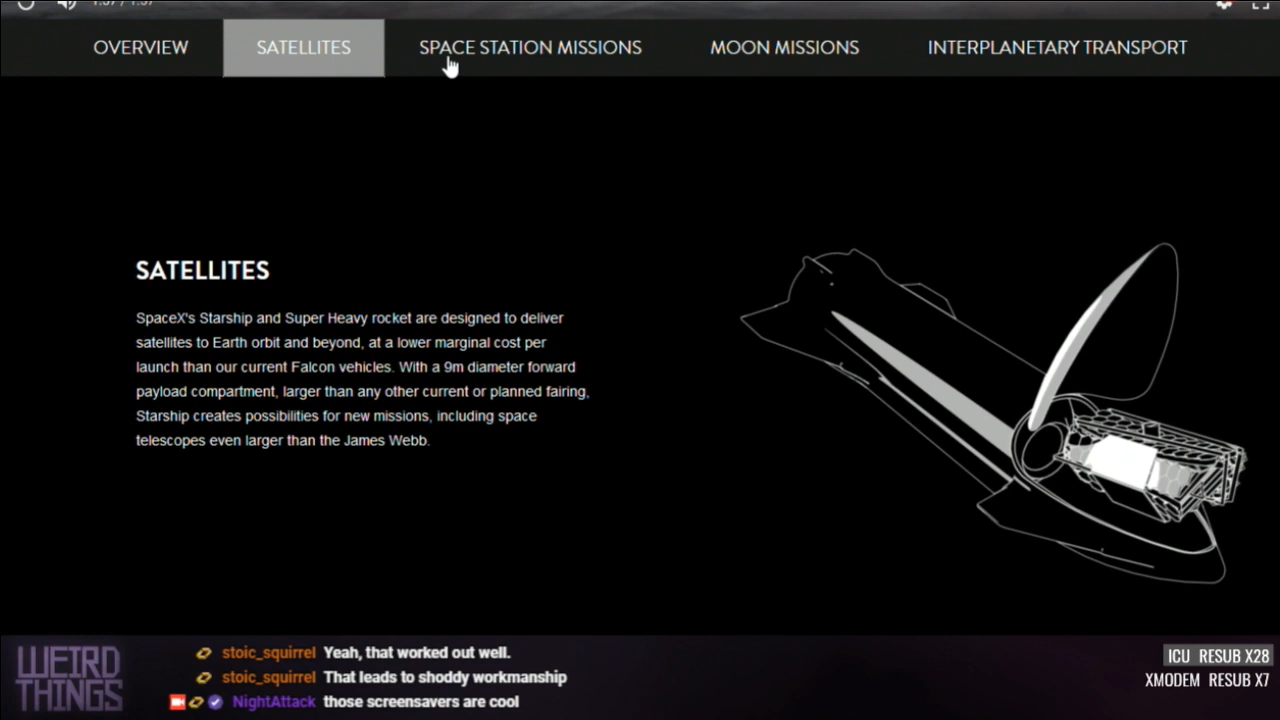 1:37 / 1:37
OVERVIEW
SATELLITES
SPACE STATION MISSIONS
MOON MISSIONS
INTERPLANETARY TRANSPORT
SATELLITES
SpaceX's Starship and Super Heavy rocket are designed to deliver
satellites to Earth orbit and beyond, at a lower marginal cost per
launch than our current Falcon vehicles. With a 9m diameter forward
payload compartment, larger than any other current or planned fairing,
Starship creates possibilities for new missions, including space
telescopes even larger than the James Webb.
WEIRD
THINGS
stoic_squirrel Yeah, that worked out well.
stoic_squirrel That leads to shoddy workmanship
NightAttack those screensavers are cool
ICU RESUB X28
XMODEM RESUB X7